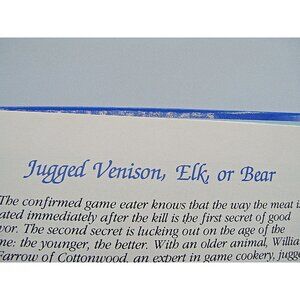 Jugged Venison, Elk, or Bear
The confirmed game eater knows that the way the meat is
ated immediately after the kill is the first secret of good
vor. The second secret is lucking out on the age of the
me: the younger, the better. With an older animal, Willia
Farrow of Cottonwood, an expert in game cookery, jugge